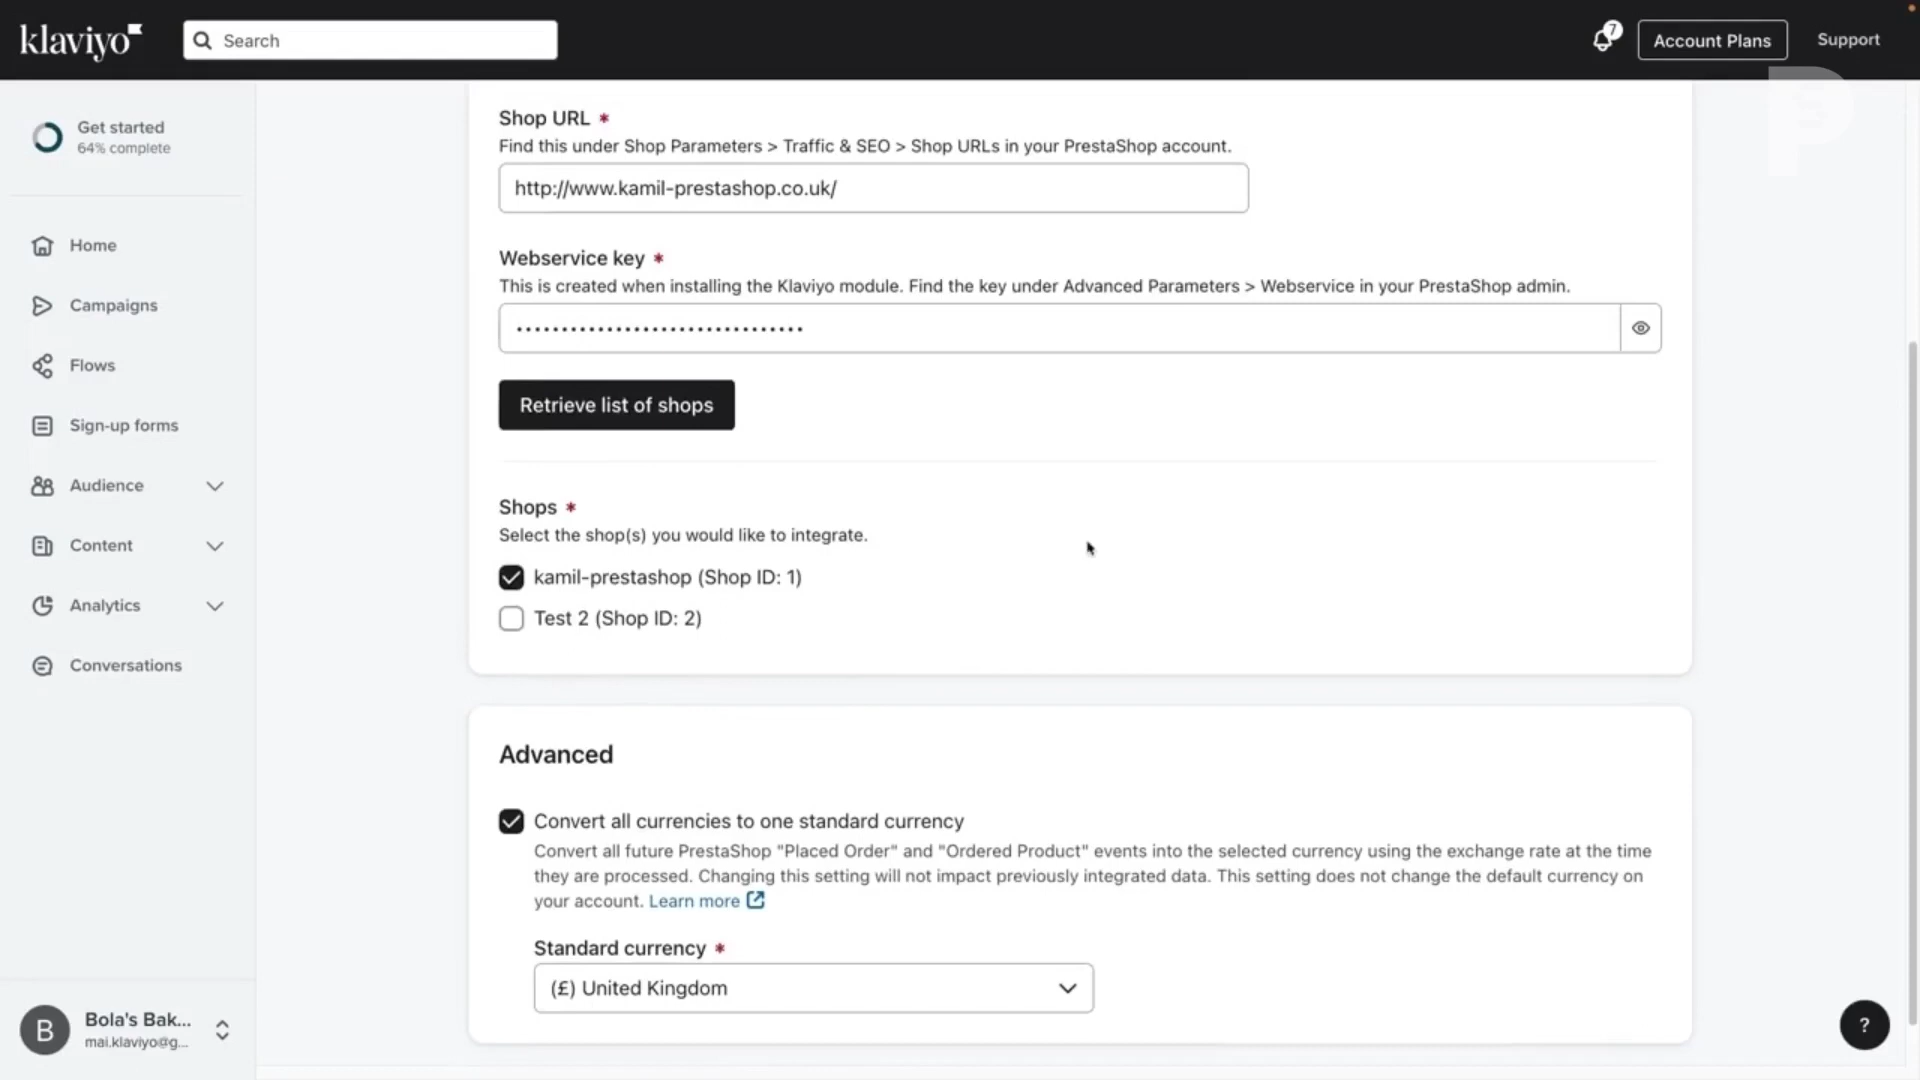 klaviyo
Search
7
Account Plans
Support
Get started
64% complete
Home
Campaigns
Flows
Sign-up forms
Audience
Content
Analytics
Conversations
B
Bola's Bak...
mai.klaviyo@g...
Shop URL *
Find this under Shop Parameters > Traffic & SEO > Shop URLs in your PrestaShop account.
http://www.kamil-prestashop.co.uk/
Webservice key *
This is created when installing the Klaviyo module. Find the key under Advanced Parameters > Webservice in your PrestaShop admin.
••••••••••••••••••••••••••••••••
Retrieve list of shops
Shops *
Select the shop(s) you would like to integrate.
kamil-prestashop (Shop ID: 1)
Test 2 (Shop ID: 2)
Advanced
Convert all currencies to one standard currency
Convert all future PrestaShop "Placed Order" and "Ordered Product" events into the selected currency using the exchange rate at the time
they are processed. Changing this setting will not impact previously integrated data. This setting does not change the default currency on
your account. Learn more
Standard currency *
(£) United Kingdom
?